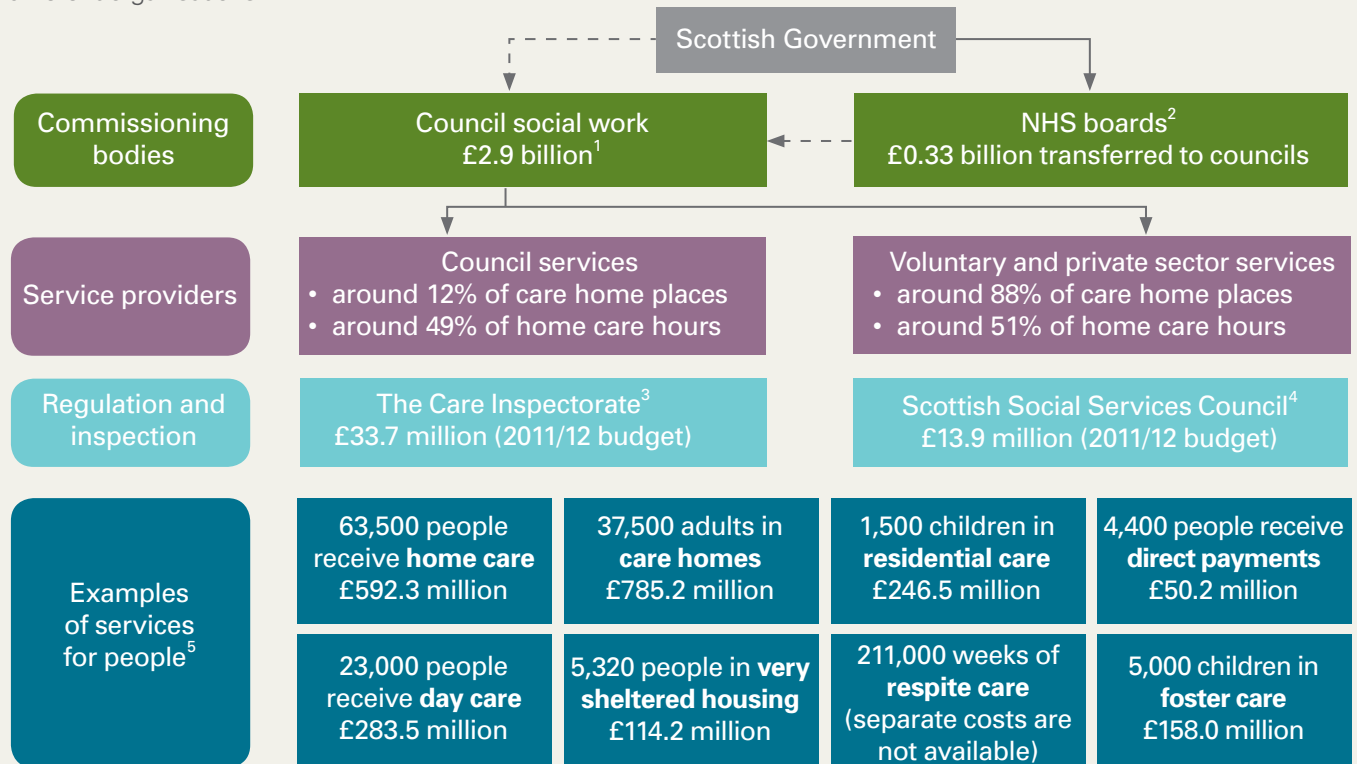 Scottish Government
Commissioning
bodies
Council social work
£2.9 billion1
NHS boards2
£0.33 billion transferred to councils
Service providers
Council services
• around 12% of care home places
• around 49% of home care hours
Voluntary and private sector services
• around 88% of care home places
• around 51% of home care hours
Regulation and
inspection
The Care Inspectorate3
£33.7 million (2011/12 budget)
Scottish Social Services Council4
£13.9 million (2011/12 budget)
Examples
of services
for people5
63,500 people
receive home care
£592.3 million
37,500 adults in
care homes
£785.2 million
1,500 children in
residential care
£246.5 million
4,400 people receive
direct payments
£50.2 million
23,000 people
receive day care
£283.5 million
5,320 people in very
sheltered housing
£114.2 million
211,000 weeks of
respite care
(separate costs are
not available)
5,000 children in
foster care
£158.0 million